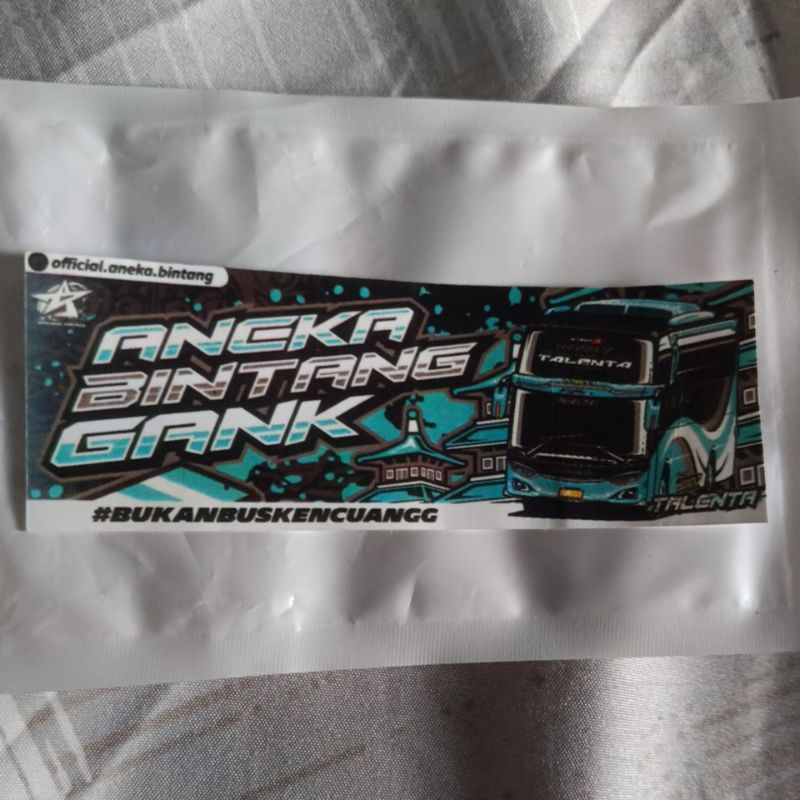 official.aneka.bintang
ANEKA
BINTANG
GANK
TALENTA
TALENTA
#BUKANBUSKENCUANGG